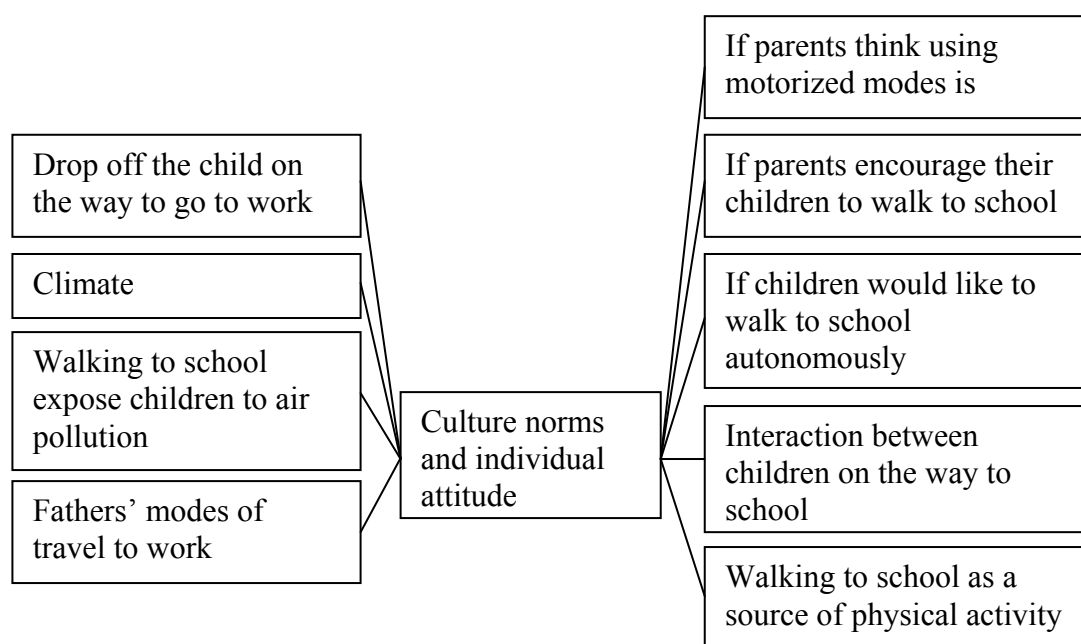 Drop off the child on
the way to go to work
Climate
Walking to school
expose children to air
pollution
Fathers’ modes of
travel to work
Culture norms
and individual
attitude
If parents think using
motorized modes is
If parents encourage their
children to walk to school
If children would like to
walk to school
autonomously
Interaction between
children on the way to
school
Walking to school as a
source of physical activity